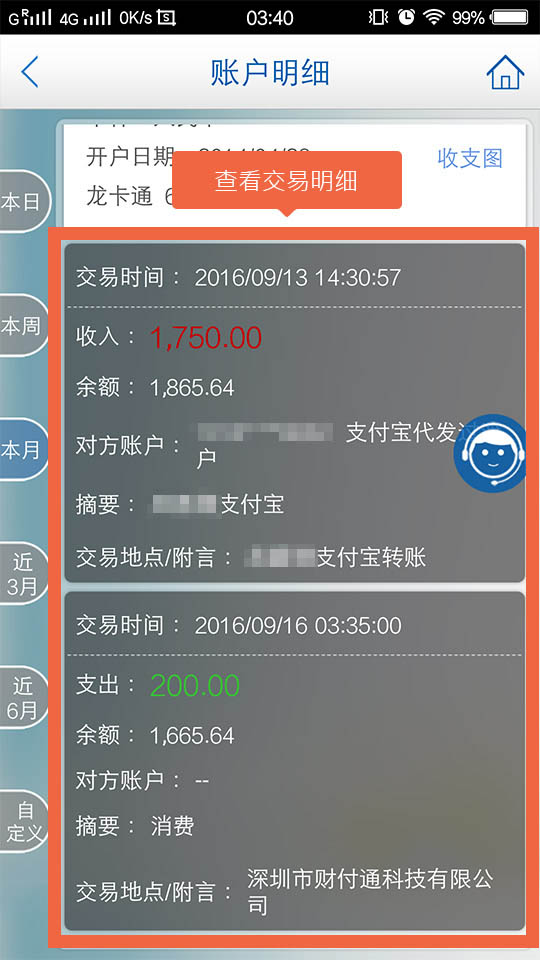 4G 0K/s 03:40 99%
账户明细
开户日期
收支图
查看交易明细
龙卡通 6
本日
本周
本月
近
3月
近
6月
自
定义
交易时间： 2016/09/13 14:30:57
收入： 1,750.00
余额： 1,865.64
对方账户： 支付宝代发过
户
摘要： 支付宝
交易地点/附言： 支付宝转账
交易时间： 2016/09/16 03:35:00
支出： 200.00
余额： 1,665.64
对方账户： --
摘要： 消费
交易地点/附言： 深圳市财付通科技有限公
司